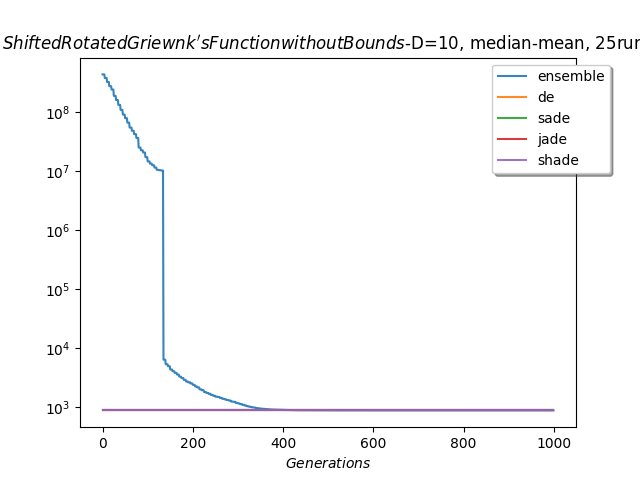 ShiftedRotatedGriewnk'sFunctionwithoutBounds-D=10, median-mean, 25run
ensemble
de
sade
jade
shade
10^8
10^7
10^6
10^5
10^4
10^3
0 200 400 600 800 1000
Generations